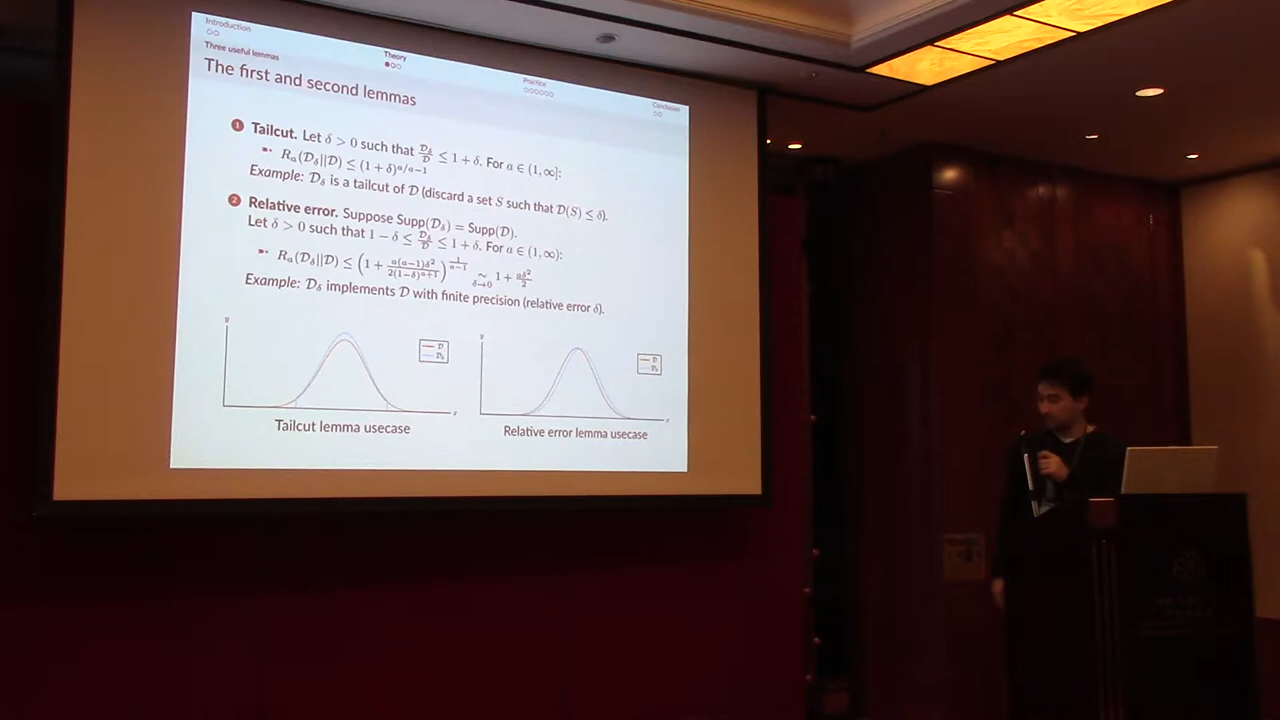 Introduction
Theory
Practice
Conclusion
Three useful lemmas
The first and second lemmas
1 Tailcut. Let δ > 0 such that D_δ/D ≤ 1 + δ. For a ∈ (1, ∞]:
R_a(D_δ||D) ≤ (1 + δ)^{a/a−1}
Example: D_δ is a tailcut of D (discard a set S such that D(S) ≤ δ).
2 Relative error. Suppose Supp(D_δ) = Supp(D).
Let δ > 0 such that 1 − δ ≤ D_δ/D ≤ 1 + δ. For a ∈ (1, ∞):
R_a(D_δ||D) ≤ (1 + a(a−1)δ²/2(1−δ)^{a+1})^{1/a−1} ∼_{δ→0} 1 + aδ²/2
Example: D_δ implements D with finite precision (relative error δ).
D
D_δ
D
D_δ
Tailcut lemma usecase
Relative error lemma usecase